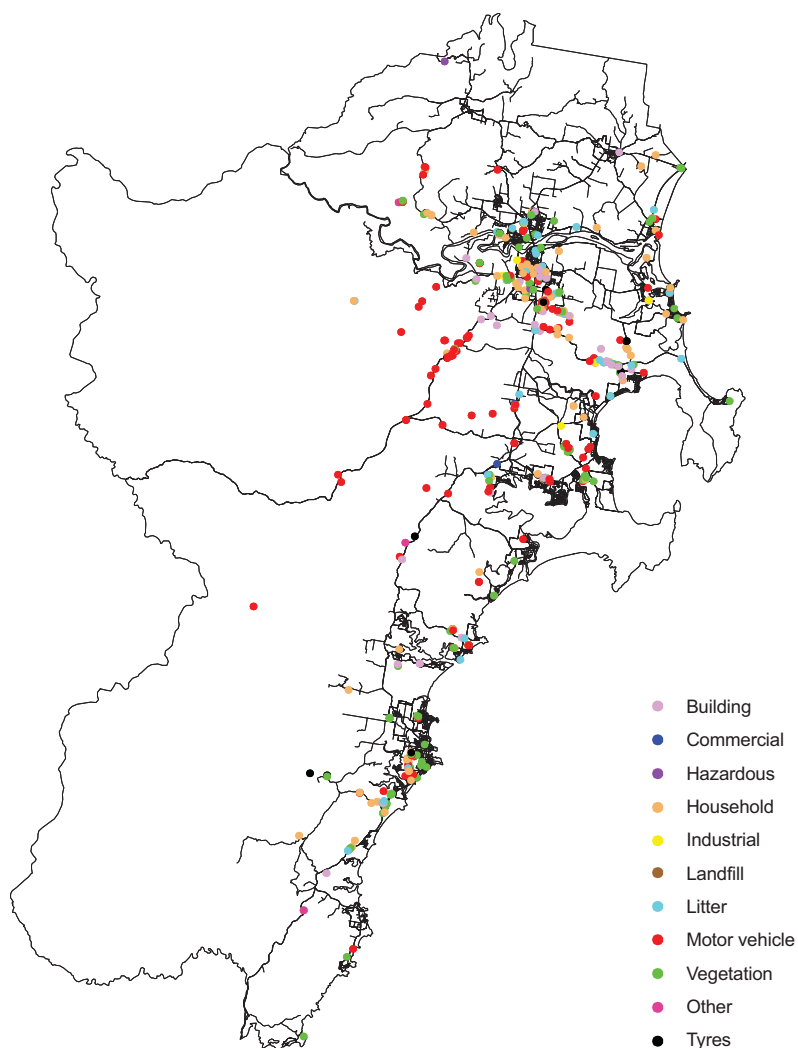 Building
Commercial
Hazardous
Household
Industrial
Landfill
Litter
Motor vehicle
Vegetation
Other
Tyres